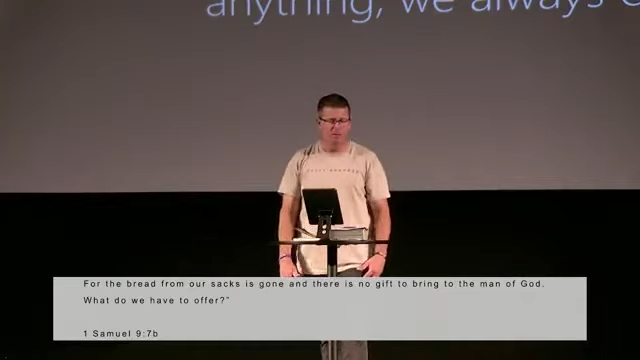 anything, we always
For the bread from our sacks is gone and there is no gift to bring to the man of God.
What do we have to offer?"
1 Samuel 9:7b